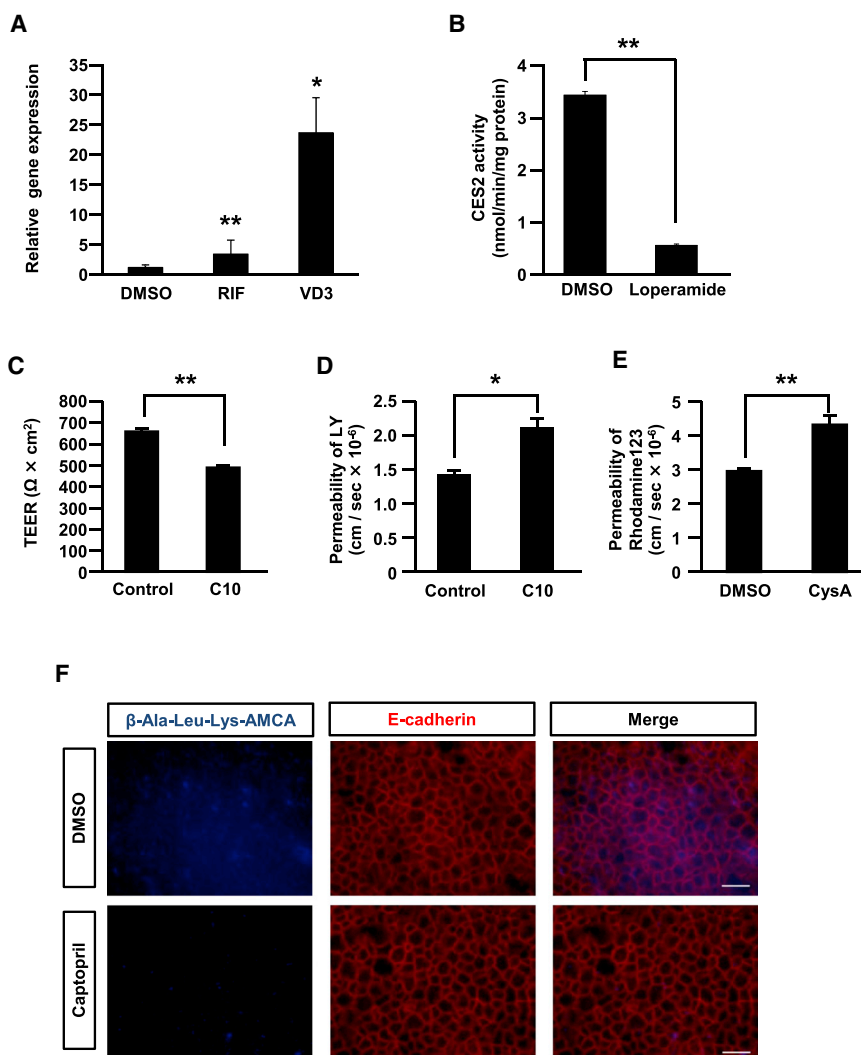 A
Relative gene expression
35
30
25
20
15
10
5
0
**
*
DMSO RIF VD3
B
CES2 activity
(nmol/min/mg protein)
4
3
2
1
0
**
DMSO Loperamide
C
TEER (Ω × cm²)
800
700
600
500
400
300
200
100
0
**
Control C10
D
Permeability of LY
(cm / sec × 10⁻⁶)
2.5
2.0
1.5
1.0
0.5
0
*
Control C10
E
Permeability of
Rhodamine123
(cm / sec × 10⁻⁶)
5
4
3
2
1
0
**
DMSO CysA
F
β-Ala-Leu-Lys-AMCA E-cadherin Merge
DMSO
Captopril